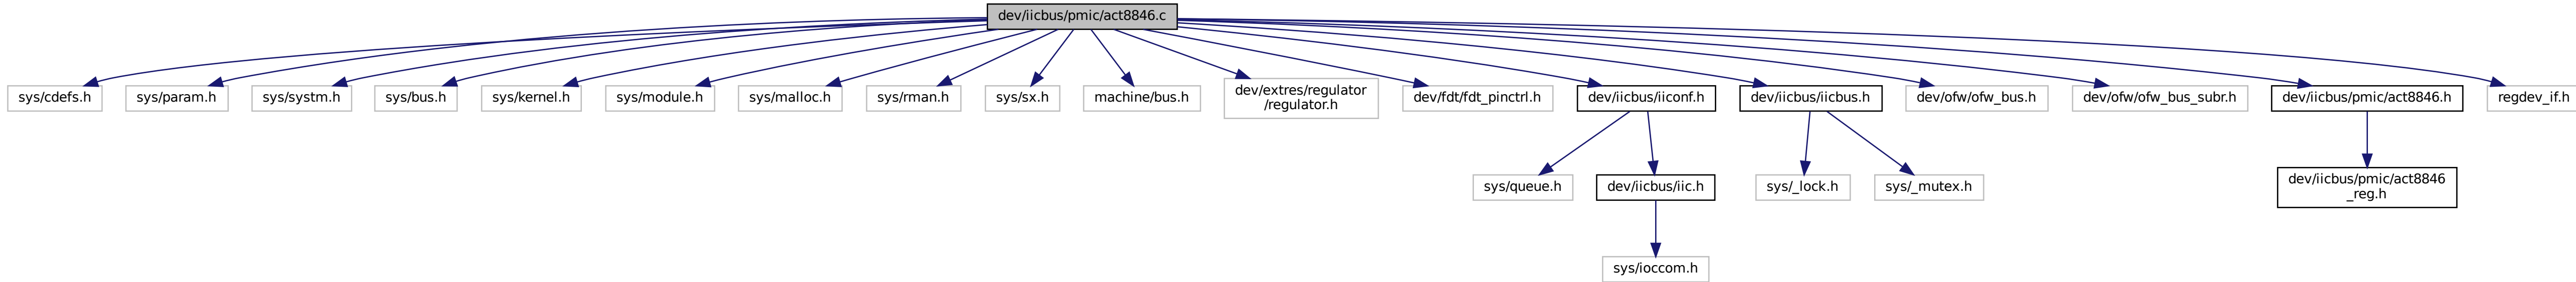 dev/iicbus/pmic/act8846.c
sys/cdefs.h
sys/param.h
sys/systm.h
sys/bus.h
sys/kernel.h
sys/module.h
sys/malloc.h
sys/rman.h
sys/sx.h
machine/bus.h
dev/extres/regulator
/regulator.h
dev/fdt/fdt_pinctrl.h
dev/iicbus/iiconf.h
dev/iicbus/iicbus.h
dev/ofw/ofw_bus.h
dev/ofw/ofw_bus_subr.h
dev/iicbus/pmic/act8846.h
regdev_if.h
sys/queue.h
dev/iicbus/iic.h
sys/_lock.h
sys/_mutex.h
dev/iicbus/pmic/act8846
_reg.h
sys/ioccom.h